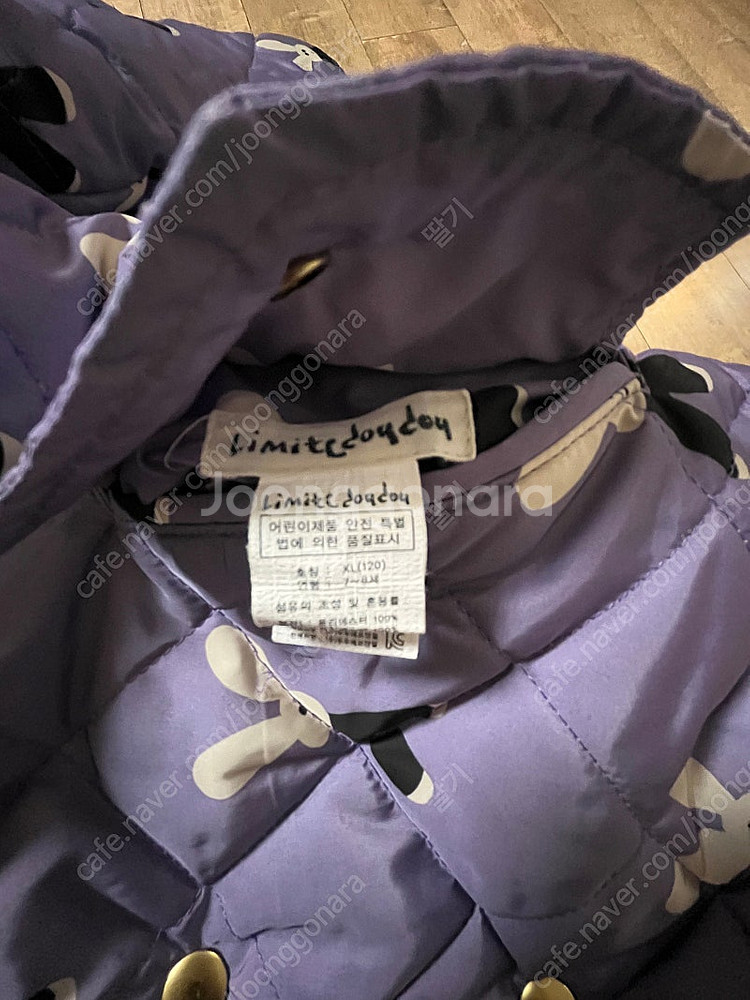 Limitedoydoy
Limitedoydoy
어린이제품 안전 특별
법에 의한 품질표시
호칭 : XL(120)
연령 : 7~8세
섬유의 조성 및 혼용률
폴리에스터 100%
Joonggonara
cafe.naver.com/joonggonara
딸기